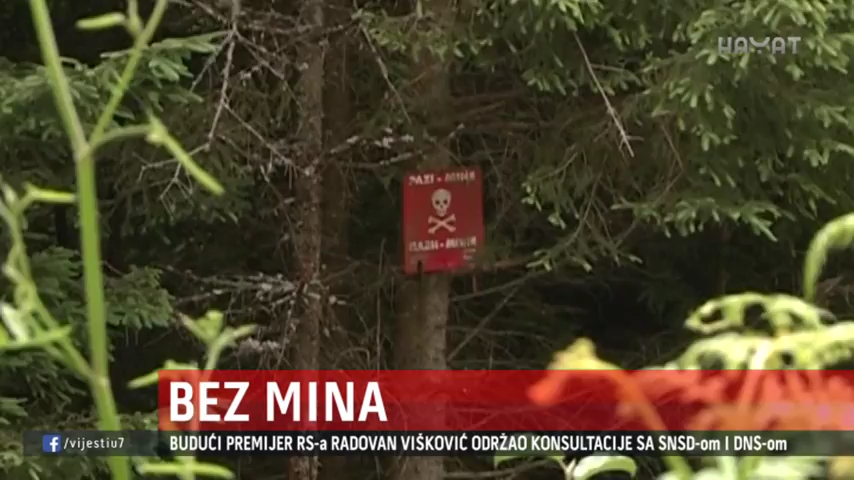 HAYAT
PAZI - MINE
BEZ MINA
/vijestiu7
BUDUĆI PREMIJER RS-a RADOVAN VIŠKOVIĆ ODRŽAO KONSULTACIJE SA SNSD-om I DNS-om